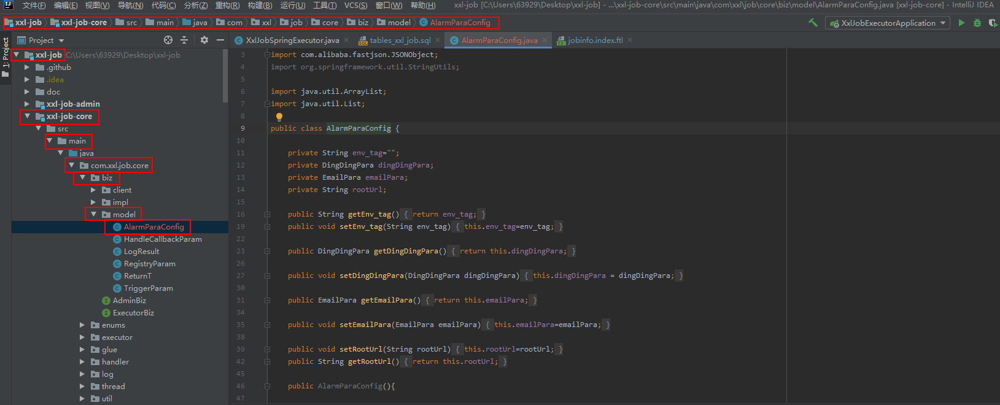 文件(F) 编辑(E) 视图(V) 导航(N) 代码(C) 分析(Z) 重构(R) 构建(B) 运行(U) 工具(T) VCS(S) 窗口(W) 帮助(H) xxl-job [C:\Users\63929\Desktop\xxl-job] - ...\xxl-job-core\src\main\java\com\xxl\job\core\biz\model\AlarmParaConfig.java [xxl-job-core] - IntelliJ IDEA
xxl-job xxl-job-core src main java com xxl job core biz model AlarmParaConfig XxlJobExecutorApplication
1: Project
Project XxlJobSpringExecutor.java tables_xxl_job.sql AlarmParaConfig.java jobinfo.index.ftl
xxl-job C:\Users\63929\Desktop\xxl-job
.github
.idea
doc
xxl-job-admin
xxl-job-core
src
main
java
com.xxl.job.core
biz
client
impl
model
AlarmParaConfig
HandleCallbackParam
LogResult
RegistryParam
ReturnT
TriggerParam
AdminBiz
ExecutorBiz
enums
executor
glue
handler
log
thread
util
3 import com.alibaba.fastjson.JSONObject;
4 import org.springframework.util.StringUtils;
5
6 import java.util.ArrayList;
7 import java.util.List;
8
9 public class AlarmParaConfig {
10
11 private String env_tag="";
12 private DingDingPara dingDingPara;
13 private EmailPara emailPara;
14 private String rootUrl;
15
16 public String getEnv_tag() { return env_tag; }
19 public void setEnv_tag(String env_tag) { this.env_tag=env_tag; }
22
23 public DingDingPara getDingDingPara() { return this.dingDingPara; }
26
27 public void setDingDingPara(DingDingPara dingDingPara) { this.dingDingPara = dingDingPara; }
30
31 public EmailPara getEmailPara() { return this.emailPara; }
34
35 public void setEmailPara(EmailPara emailPara) { this.emailPara=emailPara; }
38
39 public void setRootUrl(String rootUrl) { this.rootUrl=rootUrl; }
42 public String getRootUrl() { return this.rootUrl; }
45
46 public AlarmParaConfig(){
47